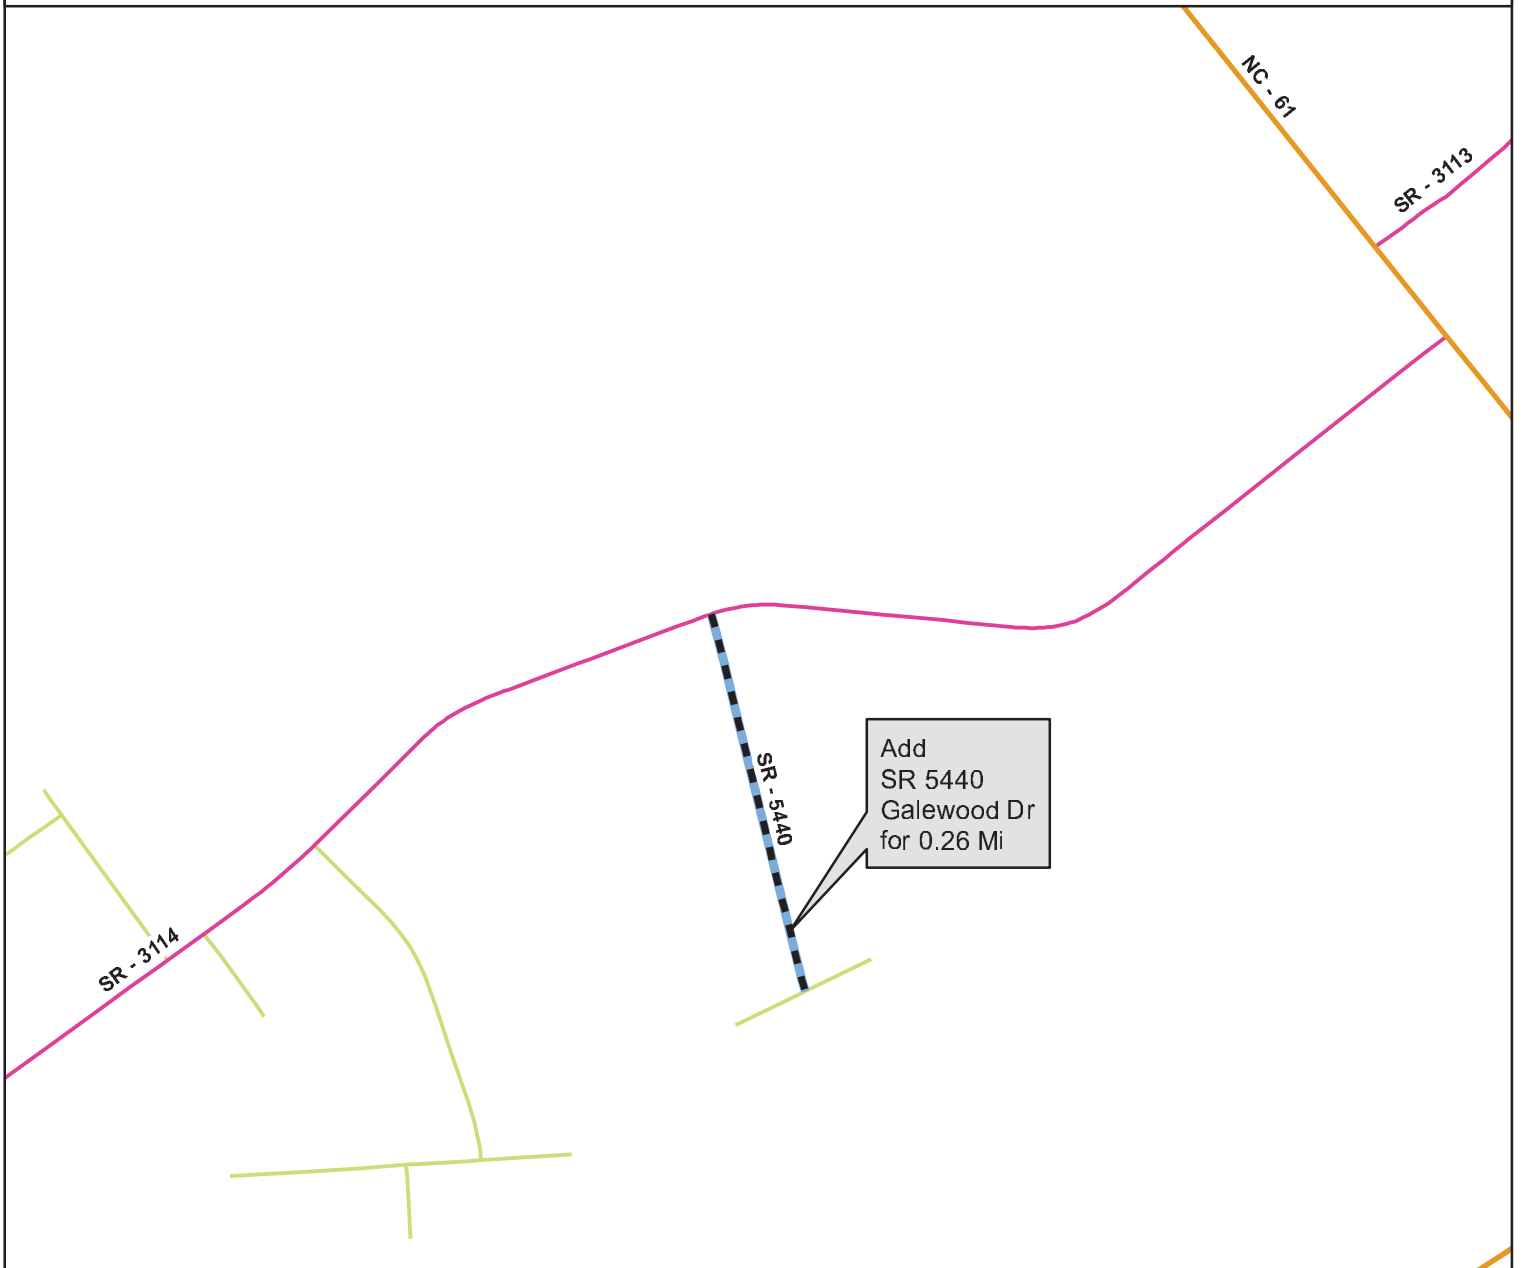 NC - 61
SR - 3113
SR - 5440
Add
SR 5440
Galewood Dr
for 0.26 Mi
SR - 3114